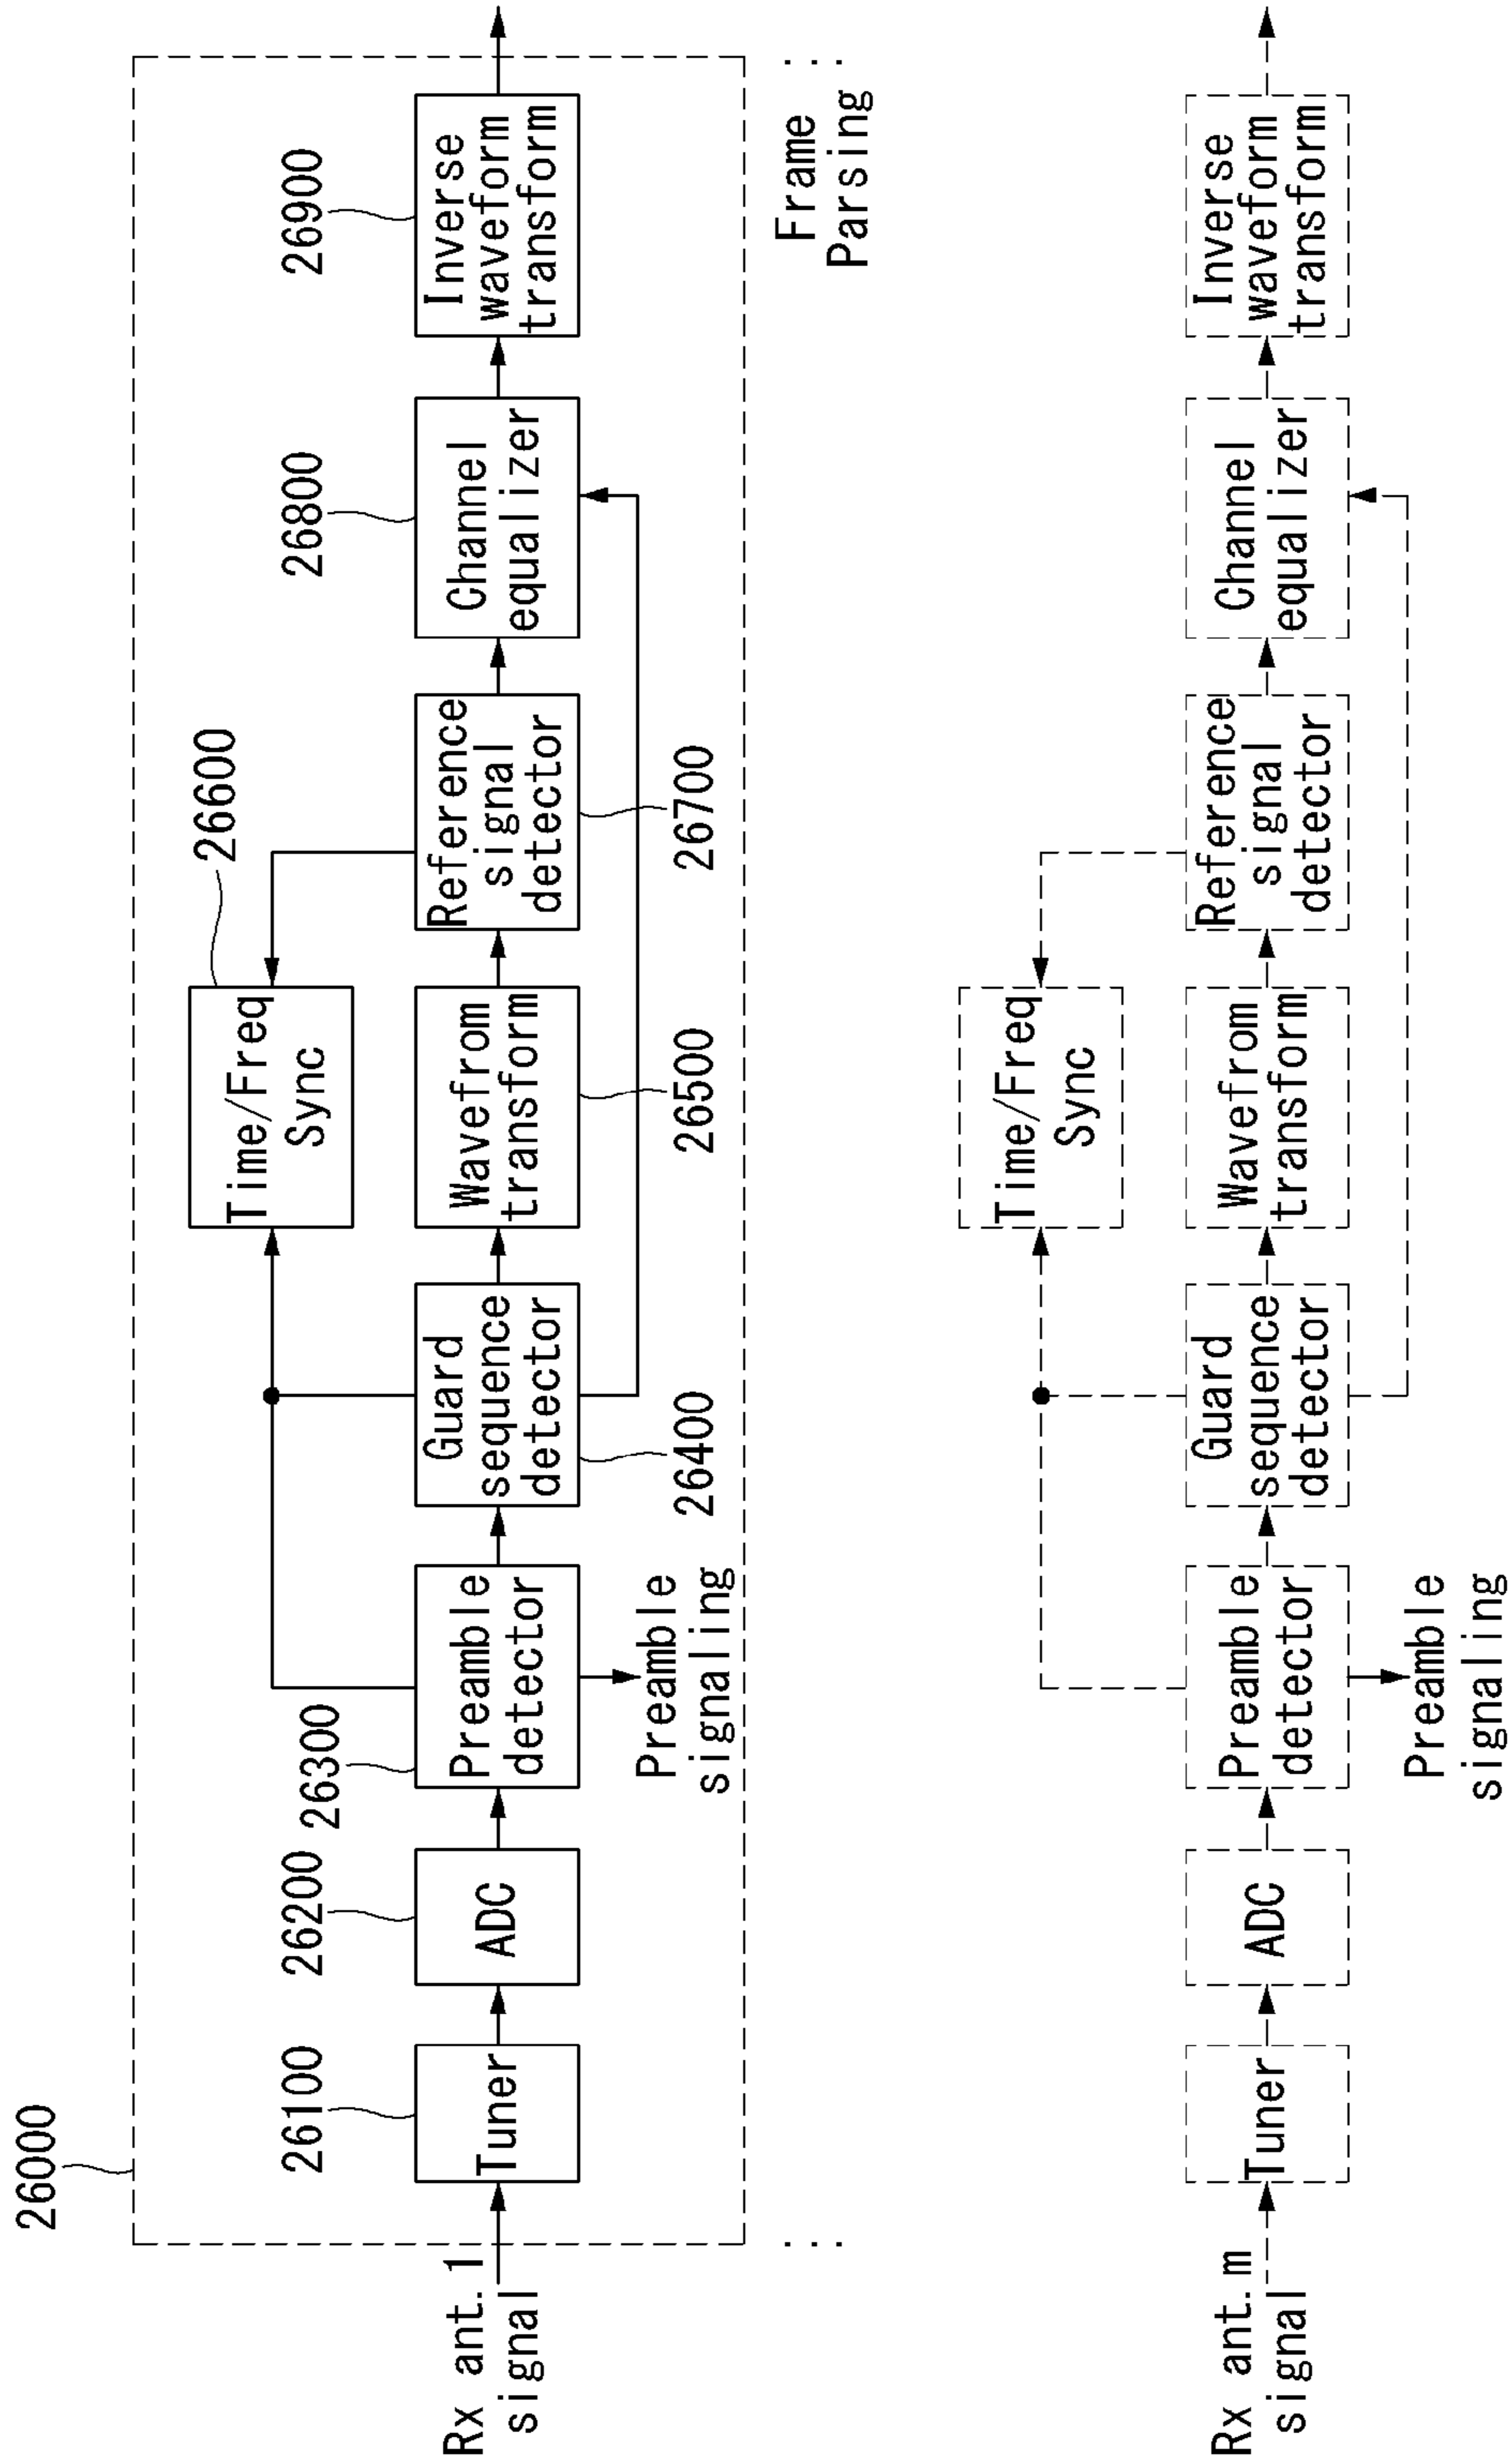 26000
Rx ant. 1
signal
26100
Tuner
26200
ADC
26300
Preamble
detector
Preamble
signaling
26400
Guard
sequence
detector
26500
Wavefrom
transform
26600
Time/Freq
Sync
26700
Reference
signal
detector
26800
Channel
equalizer
26900
Inverse
waveform
transform
...
Frame
Parsing
...
Rx ant. m
signal
Tuner
ADC
Preamble
detector
Preamble
signaling
Guard
sequence
detector
Wavefrom
transform
Time/Freq
Sync
Reference
signal
detector
Channel
equalizer
Inverse
waveform
transform